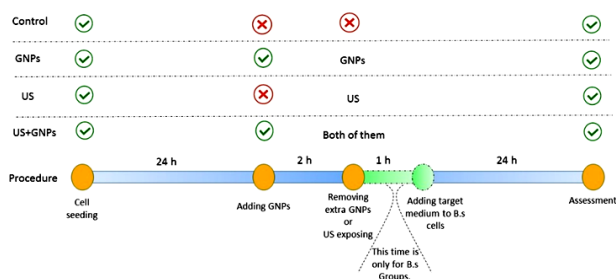 Control
GNPs GNPs
US US
US+GNPs Both of them
24 h 2 h 1 h 24 h
Procedure
Cell
seeding
Adding GNPs
Removing
extra GNPs
or
US exposing
Adding target
medium to B.s
cells
Assessment
This time
is only for B.s
Groups.